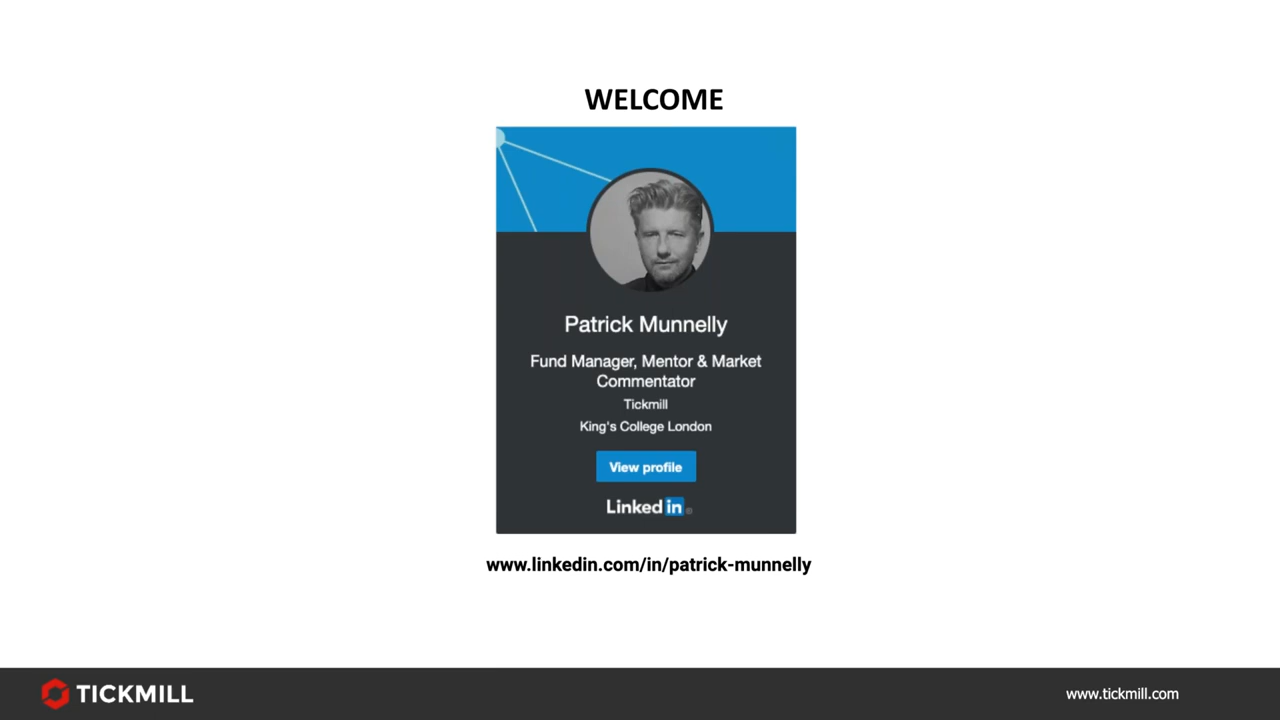 WELCOME
Patrick Munnelly
Fund Manager, Mentor & Market
Commentator
Tickmill
King's College London
View profile
Linked in
www.linkedin.com/in/patrick-munnelly
TICKMILL
www.tickmill.com